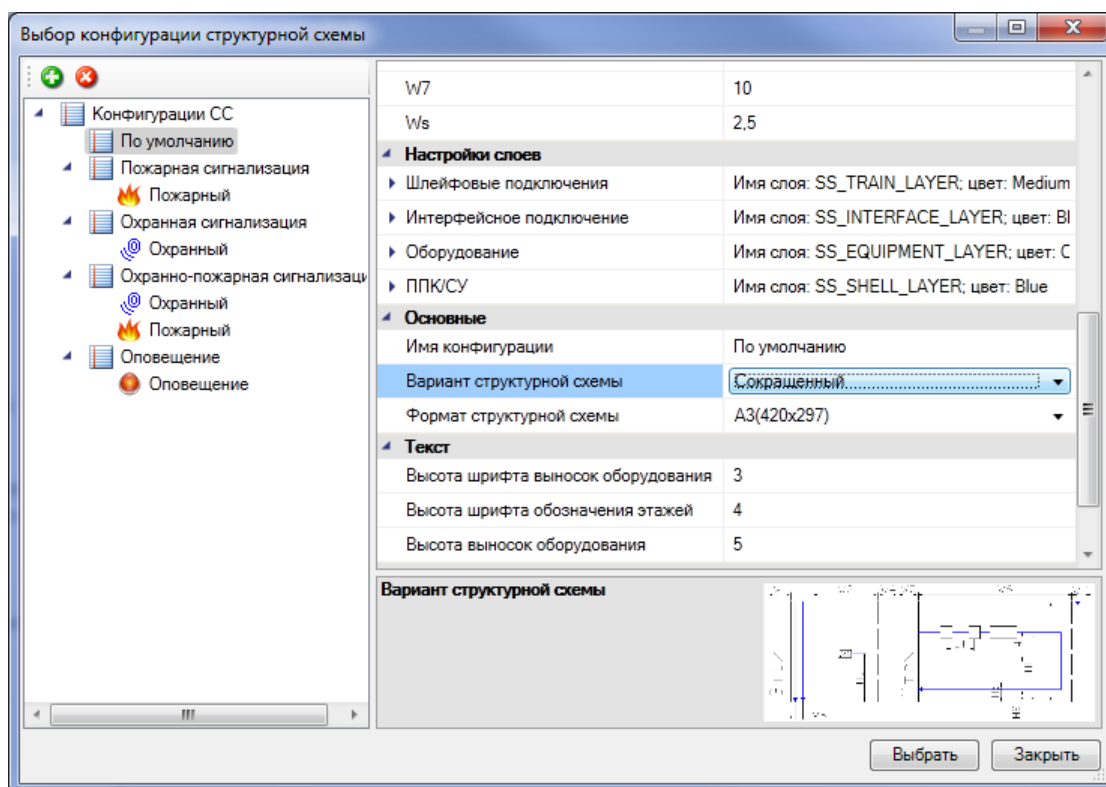 Выбор конфигурации структурной схемы
Конфигурации СС
По умолчанию
Пожарная сигнализация
Пожарный
Охранная сигнализация
Охранный
Охранно-пожарная сигнализаци
Охранный
Пожарный
Оповещение
Оповещение
W7 10
Ws 2,5
Настройки слоев
Шлейфовые подключения Имя слоя: SS_TRAIN_LAYER; цвет: Medium
Интерфейсное подключение Имя слоя: SS_INTERFACE_LAYER; цвет: Bl
Оборудование Имя слоя: SS_EQUIPMENT_LAYER; цвет: C
ППК/СУ Имя слоя: SS_SHELL_LAYER; цвет: Blue
Основные
Имя конфигурации По умолчанию
Вариант структурной схемы Сокращенный
Формат структурной схемы A3(420x297)
Текст
Высота шрифта выносок оборудования 3
Высота шрифта обозначения этажей 4
Высота выносок оборудования 5
Вариант структурной схемы
Выбрать Закрыть